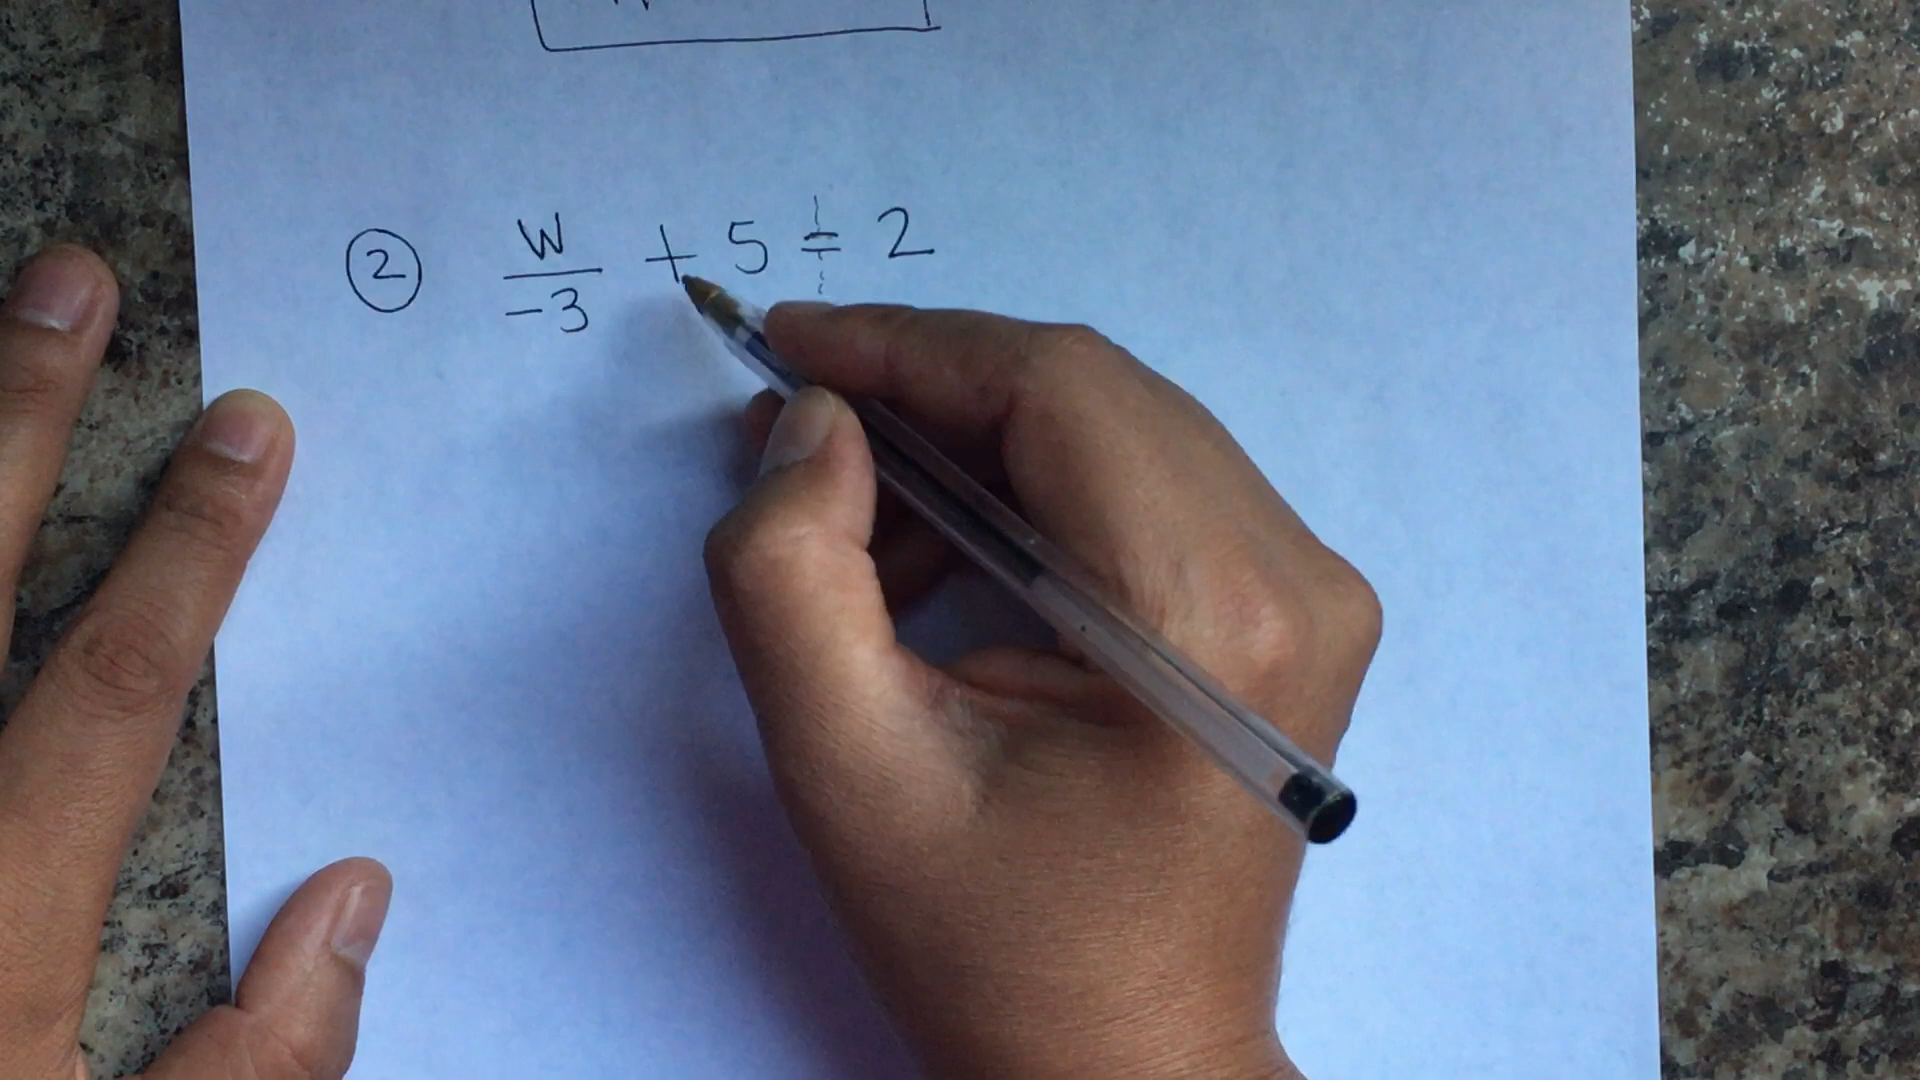 ② w/-3 + 5 = 2